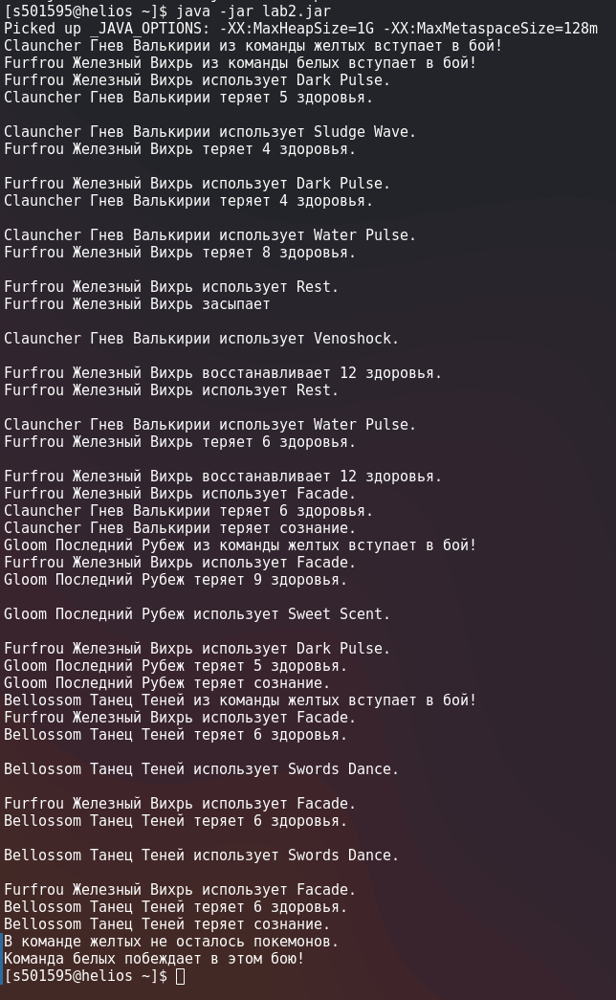 [s501595@helios ~]$ java -jar lab2.jar
Picked up _JAVA_OPTIONS: -XX:MaxHeapSize=1G -XX:MaxMetaspaceSize=128m
Clauncher Гнев Валькирии из команды желтых вступает в бой!
Furfrou Железный Вихрь из команды белых вступает в бой!
Furfrou Железный Вихрь использует Dark Pulse.
Clauncher Гнев Валькирии теряет 5 здоровья.
Clauncher Гнев Валькирии использует Sludge Wave.
Furfrou Железный Вихрь теряет 4 здоровья.
Furfrou Железный Вихрь использует Dark Pulse.
Clauncher Гнев Валькирии теряет 4 здоровья.
Clauncher Гнев Валькирии использует Water Pulse.
Furfrou Железный Вихрь теряет 8 здоровья.
Furfrou Железный Вихрь использует Rest.
Furfrou Железный Вихрь засыпает
Clauncher Гнев Валькирии использует Venoshock.
Furfrou Железный Вихрь восстанавливает 12 здоровья.
Furfrou Железный Вихрь использует Rest.
Clauncher Гнев Валькирии использует Water Pulse.
Furfrou Железный Вихрь теряет 6 здоровья.
Furfrou Железный Вихрь восстанавливает 12 здоровья.
Furfrou Железный Вихрь использует Facade.
Clauncher Гнев Валькирии теряет 6 здоровья.
Clauncher Гнев Валькирии теряет сознание.
Gloom Последний Рубеж из команды желтых вступает в бой!
Furfrou Железный Вихрь использует Facade.
Gloom Последний Рубеж теряет 9 здоровья.
Gloom Последний Рубеж использует Sweet Scent.
Furfrou Железный Вихрь использует Dark Pulse.
Gloom Последний Рубеж теряет 5 здоровья.
Gloom Последний Рубеж теряет сознание.
Bellossom Танец Теней из команды желтых вступает в бой!
Furfrou Железный Вихрь использует Facade.
Bellossom Танец Теней теряет 6 здоровья.
Bellossom Танец Теней использует Swords Dance.
Furfrou Железный Вихрь использует Facade.
Bellossom Танец Теней теряет 6 здоровья.
Bellossom Танец Теней использует Swords Dance.
Furfrou Железный Вихрь использует Facade.
Bellossom Танец Теней теряет 6 здоровья.
Bellossom Танец Теней теряет сознание.
В команде желтых не осталось покемонов.
Команда белых побеждает в этом бою!
[s501595@helios ~]$